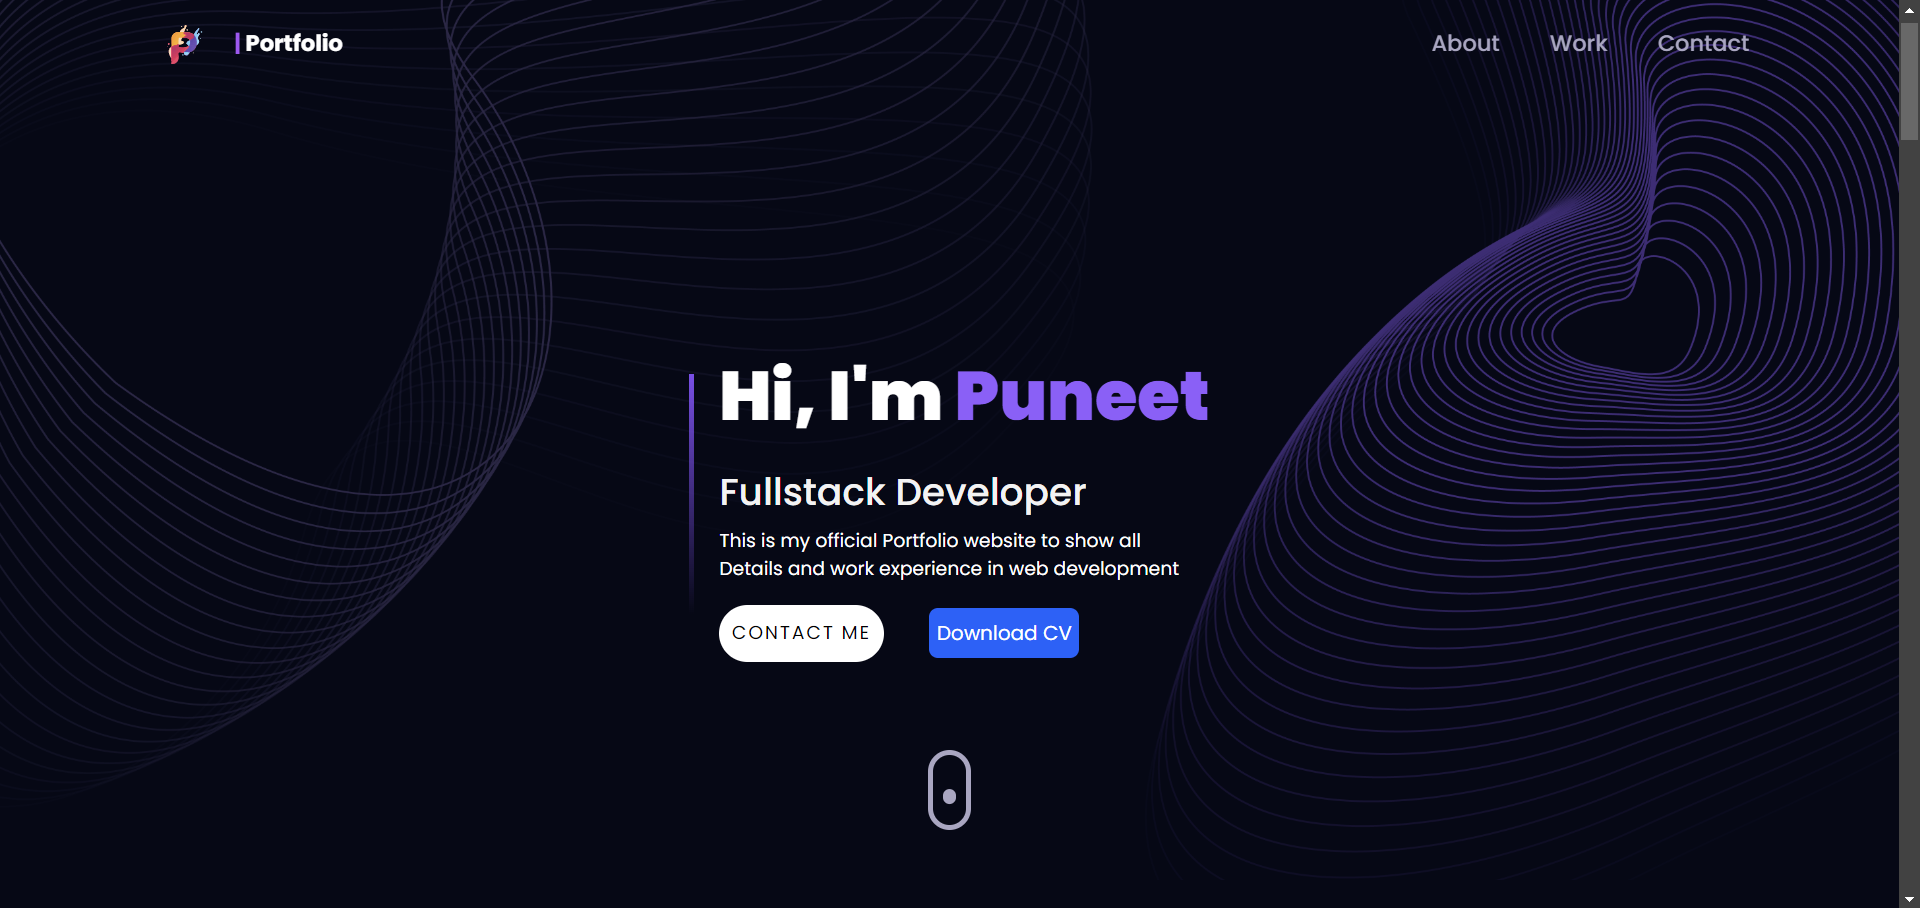 | Portfolio
About
Work
Contact
Hi, I'm Puneet
Fullstack Developer
This is my official Portfolio website to show all
Details and work experience in web development
CONTACT ME
Download CV